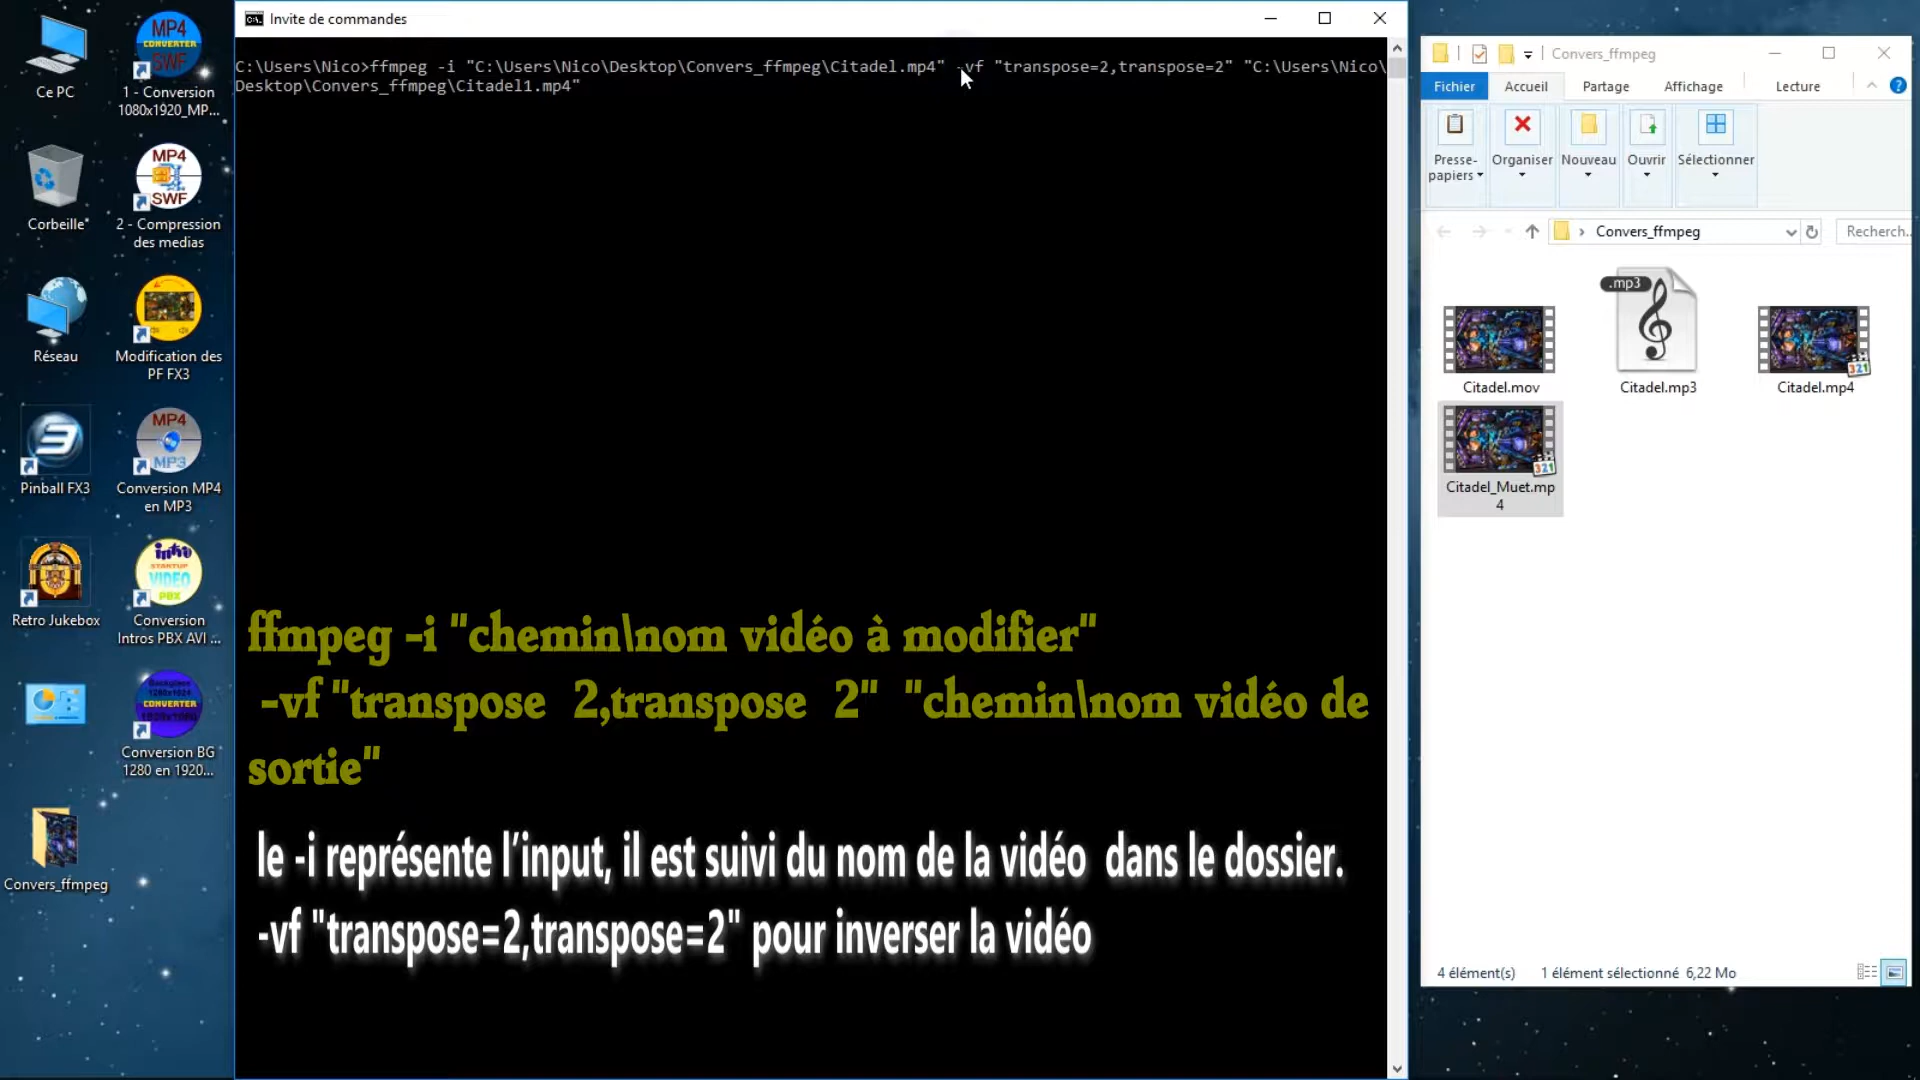 Ce PC
MP4
CONVERTER
SWF
1 - Conversion
1080x1920_MP...
Corbeille"
MP4
SWF
2 - Compression
des medias
Réseau
Modification des
PF FX3
Pinball FX3
MP4
MP3
Conversion MP4
en MP3
Retro Jukebox
intro
STARTUP
VIDEO
PBX
Conversion
Intros PBX AVI ...
CONVERTER
Conversion BG
1280 en 1920...
Convers_ffmpeg
Invite de commandes
C:\Users\Nico>ffmpeg -i "C:\Users\Nico\Desktop\Convers_ffmpeg\Citadel.mp4" -vf "transpose=2,transpose=2" "C:\Users\Nico\
Desktop\Convers_ffmpeg\Citadel1.mp4"
ffmpeg -i "chemin\nom vidéo à modifier"
-vf "transpose 2,transpose 2" "chemin\nom vidéo de
sortie"
le -i représente l’input, il est suivi du nom de la vidéo dans le dossier.
-vf "transpose=2,transpose=2" pour inverser la vidéo
Convers_ffmpeg
Fichier
Accueil
Partage
Affichage
Lecture
Presse-
papiers
Organiser
Nouveau
Ouvrir
Sélectionner
Convers_ffmpeg
Recherch...
.mp3
321
Citadel.mov
Citadel.mp3
Citadel.mp4
321
Citadel_Muet.mp
4
4 élément(s)
1 élément sélectionné 6,22 Mo